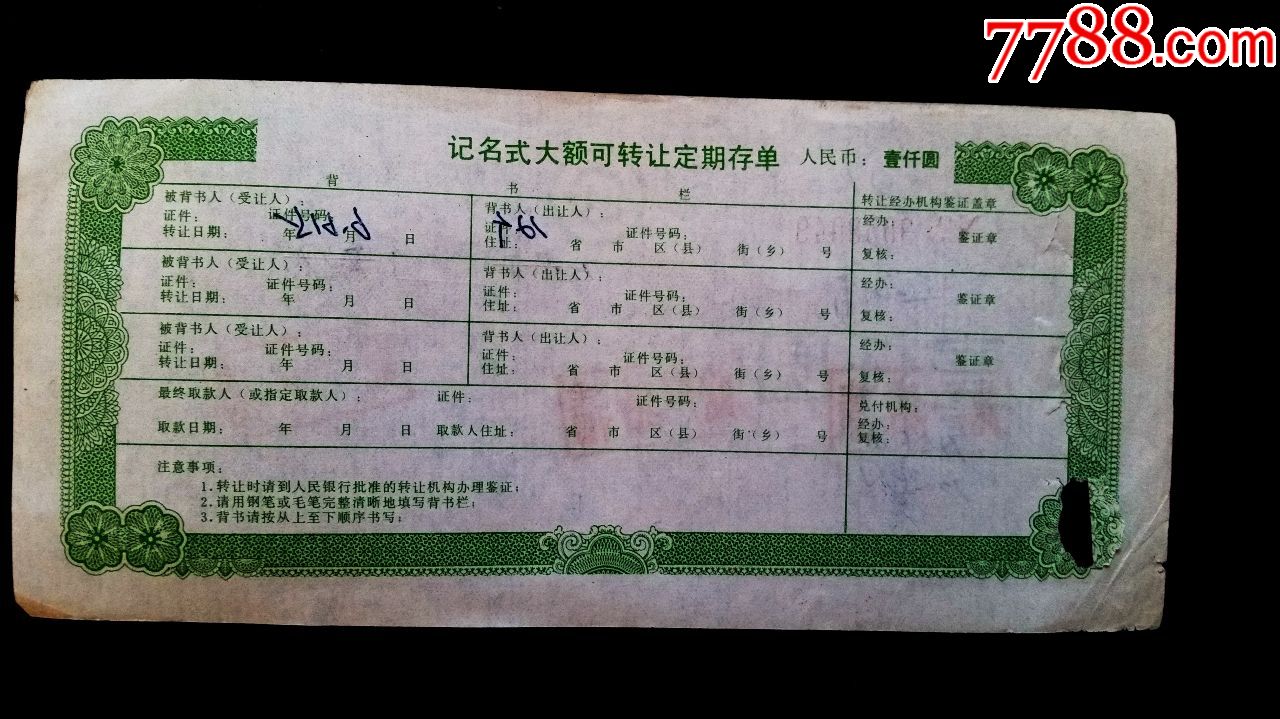 7788.com
记名式大额可转让定期存单 人民币：壹仟圆
背 书 栏
被背书人（受让人）： 背书人（出让人）： 转让经办机构鉴证盖章
证件： 证件号码： 证件： 证件号码： 经办： 鉴证章
转让日期： 年 月 日 住址： 省 市 区（县） 街（乡） 号 复核：
被背书人（受让人）： 背书人（出让人）： 经办：
证件： 证件号码： 证件： 证件号码： 鉴证章
转让日期： 年 月 日 住址： 省 市 区（县） 街（乡） 号 复核：
被背书人（受让人）： 背书人（出让人）： 经办：
证件： 证件号码： 证件： 证件号码： 鉴证章
转让日期： 年 月 日 住址： 省 市 区（县） 街（乡） 号 复核：
最终取款人（或指定取款人）： 证件： 证件号码： 兑付机构：
取款日期： 年 月 日 取款人住址： 省 市 区（县） 街（乡） 号 经办：
复核：
注意事项：
1.转让时请到人民银行批准的转让机构办理鉴证；
2.请用钢笔或毛笔完整清晰地填写背书栏；
3.背书请按从上至下顺序书写；